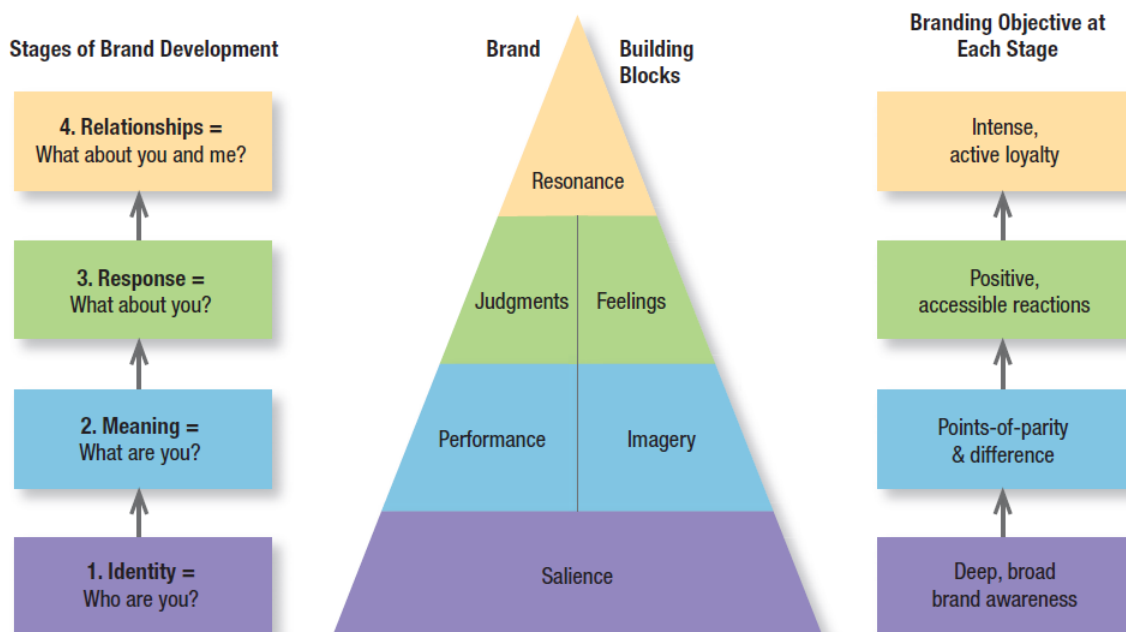 Stages of Brand Development
4. Relationships =
What about you and me?
3. Response =
What about you?
2. Meaning =
What are you?
1. Identity =
Who are you?
Brand
Building
Blocks
Resonance
Judgments
Feelings
Performance
Imagery
Salience
Branding Objective at
Each Stage
Intense,
active loyalty
Positive,
accessible reactions
Points-of-parity
& difference
Deep, broad
brand awareness